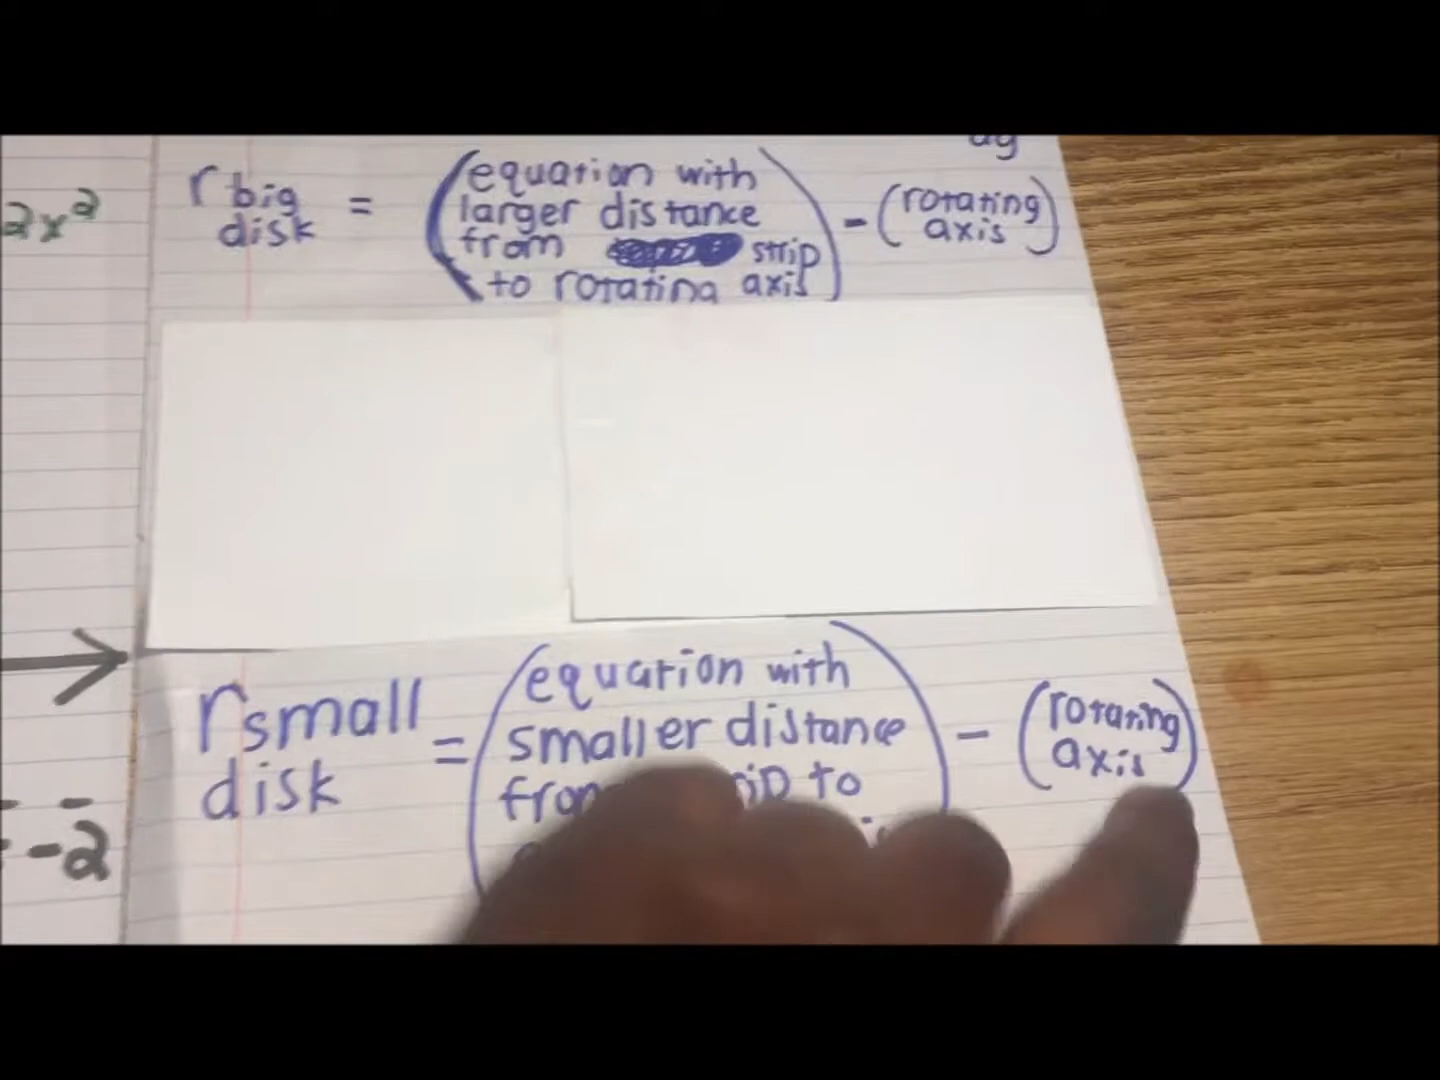 2x²
r big disk = (equation with
larger distance
from strip
to rotating axis) - (rotating
axis)
r small disk = (equation with
smaller distance
to
- (rotating
axis)
-2